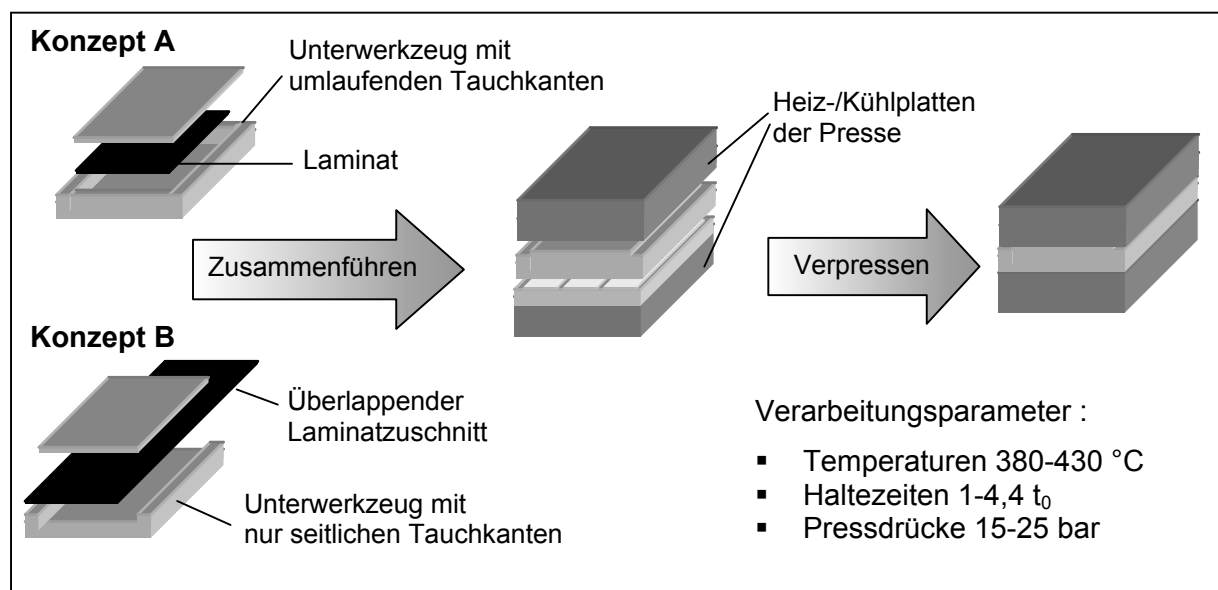 Konzept A
Unterwerkzeug mit
umlaufenden Tauchkanten
Laminat
Zusammenführen
Heiz-/Kühlplatten
der Presse
Verpressen
Konzept B
Überlappender
Laminatzuschnitt
Unterwerkzeug mit
nur seitlichen Tauchkanten
Verarbeitungsparameter :
▪ Temperaturen 380-430 °C
▪ Haltezeiten 1-4,4 t₀
▪ Pressdrücke 15-25 bar